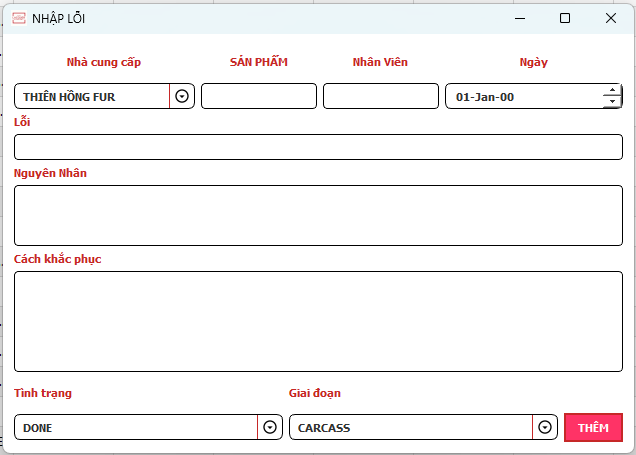 NHẬP LỖI
Nhà cung cấp SẢN PHẨM Nhân Viên Ngày
THIÊN HỒNG FUR 01-Jan-00
Lỗi
Nguyên Nhân
Cách khắc phục
Tình trạng Giai đoạn
DONE CARCASS THÊM